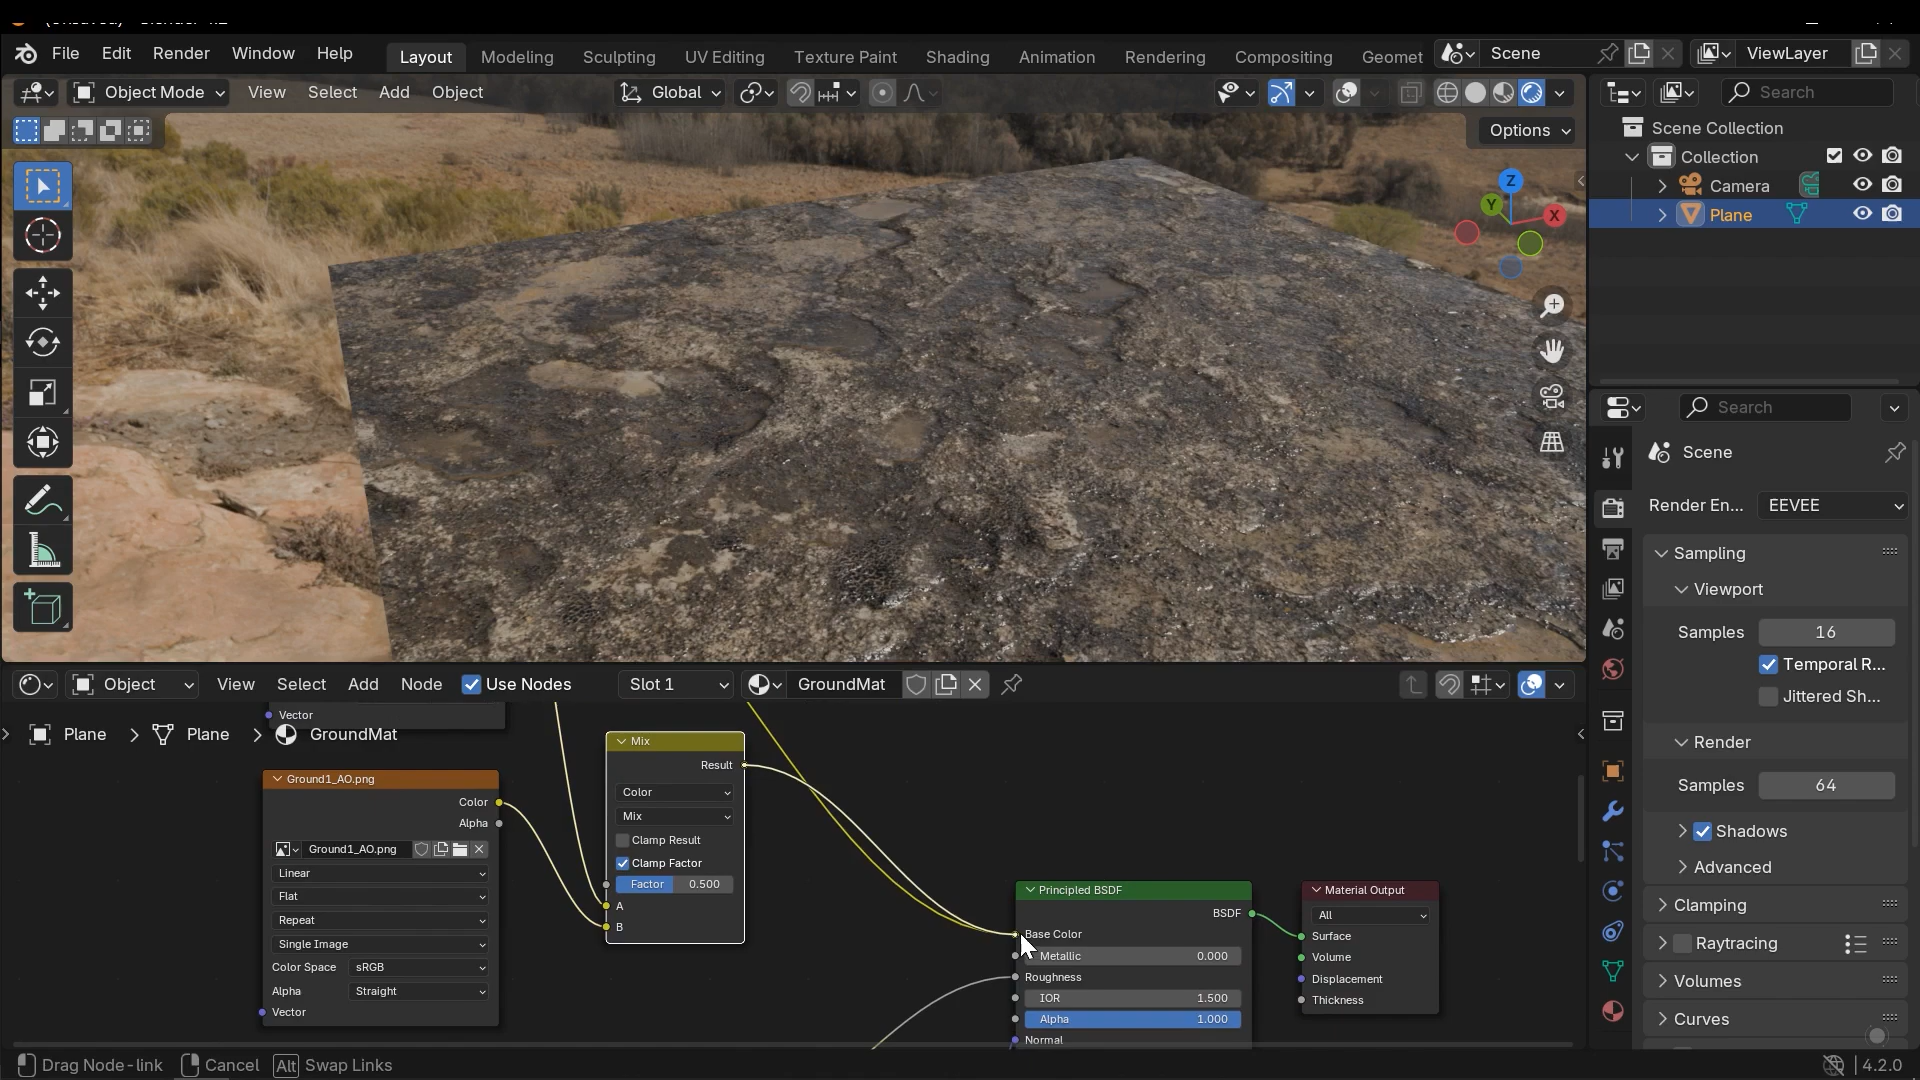 File Edit Render Window Help
Layout Modeling Sculpting UV Editing Texture Paint Shading Animation Rendering Compositing Geomet
Scene
ViewLayer
Object Mode View Select Add Object
Global
Search
Options
Z
Y
X
Scene Collection
Collection
Camera
Plane
Search
Scene
Render En... EEVEE
Sampling
Viewport
Samples 16
Temporal R...
Jittered Sh...
Render
Samples 64
Shadows
Advanced
Clamping
Raytracing
Volumes
Curves
Object View Select Add Node Use Nodes Slot 1 GroundMat
Vector
Plane Plane GroundMat
Ground1_AO.png
Color
Alpha
Ground1_AO.png
Linear
Flat
Repeat
Single Image
Color Space sRGB
Alpha Straight
Vector
Mix
Result
Color
Mix
Clamp Result
Clamp Factor
Factor 0.500
A
B
Principled BSDF
BSDF
Base Color
Metallic 0.000
Roughness
IOR 1.500
Alpha 1.000
Normal
Material Output
All
Surface
Volume
Displacement
Thickness
Drag Node-link Cancel Alt Swap Links
4.2.0